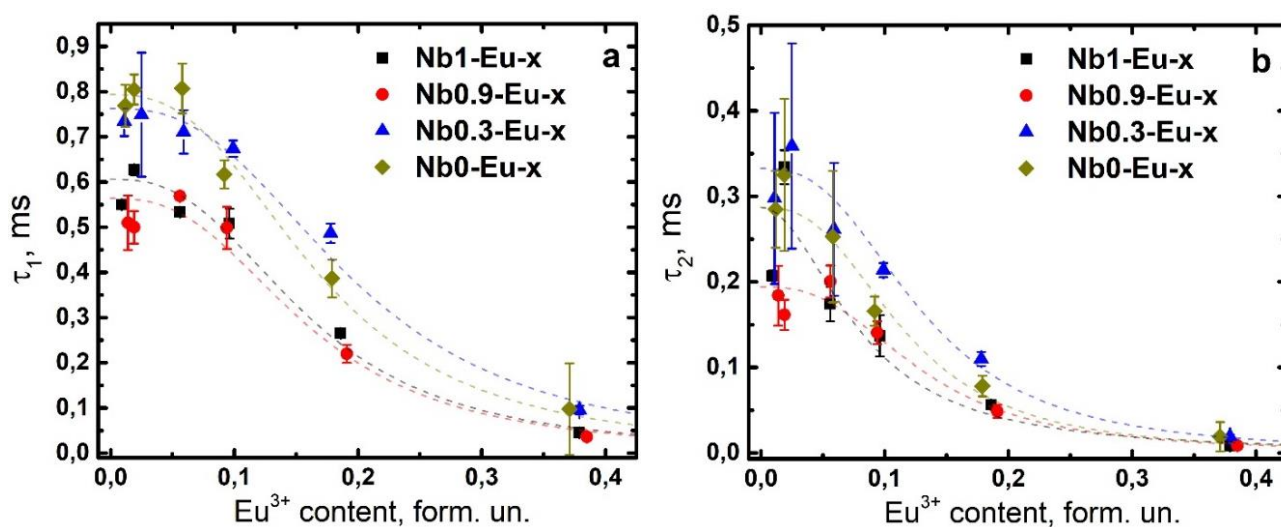 a
Nb1-Eu-x
Nb0.9-Eu-x
Nb0.3-Eu-x
Nb0-Eu-x
0,9
0,8
0,7
0,6
0,5
0,4
0,3
0,2
0,1
0,0
τ₁, ms
0,0 0,1 0,2 0,3 0,4
Eu³⁺ content, form. un.
b
Nb1-Eu-x
Nb0.9-Eu-x
Nb0.3-Eu-x
Nb0-Eu-x
0,5
0,4
0,3
0,2
0,1
0,0
τ₂, ms
0,0 0,1 0,2 0,3 0,4
Eu³⁺ content, form. un.